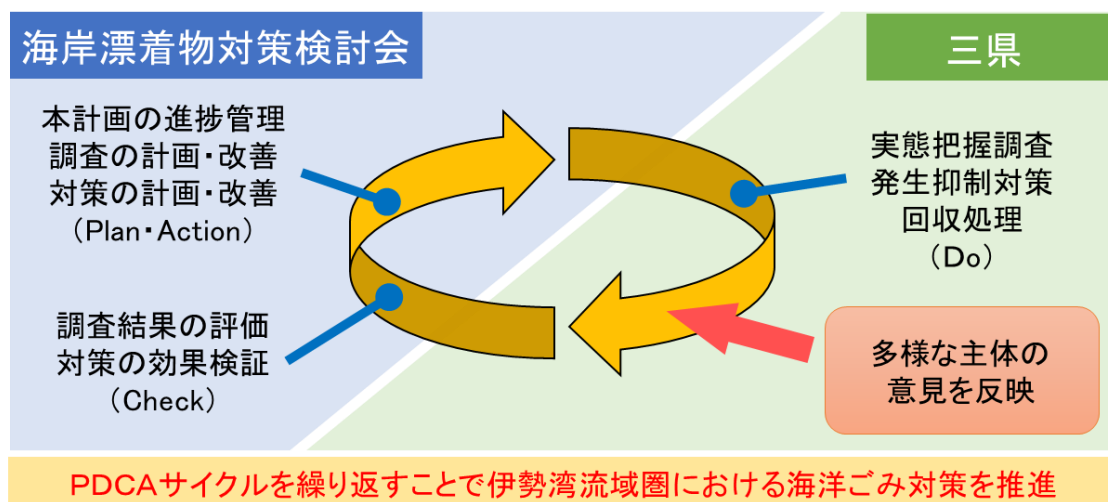 海岸漂着物対策検討会
三県
本計画の進捗管理
調査の計画・改善
対策の計画・改善
（Plan・Action）
実態把握調査
発生抑制対策
回収処理
（Do）
調査結果の評価
対策の効果検証
（Check）
多様な主体の
意見を反映
PDCAサイクルを繰り返すことで伊勢湾流域圏における海洋ごみ対策を推進